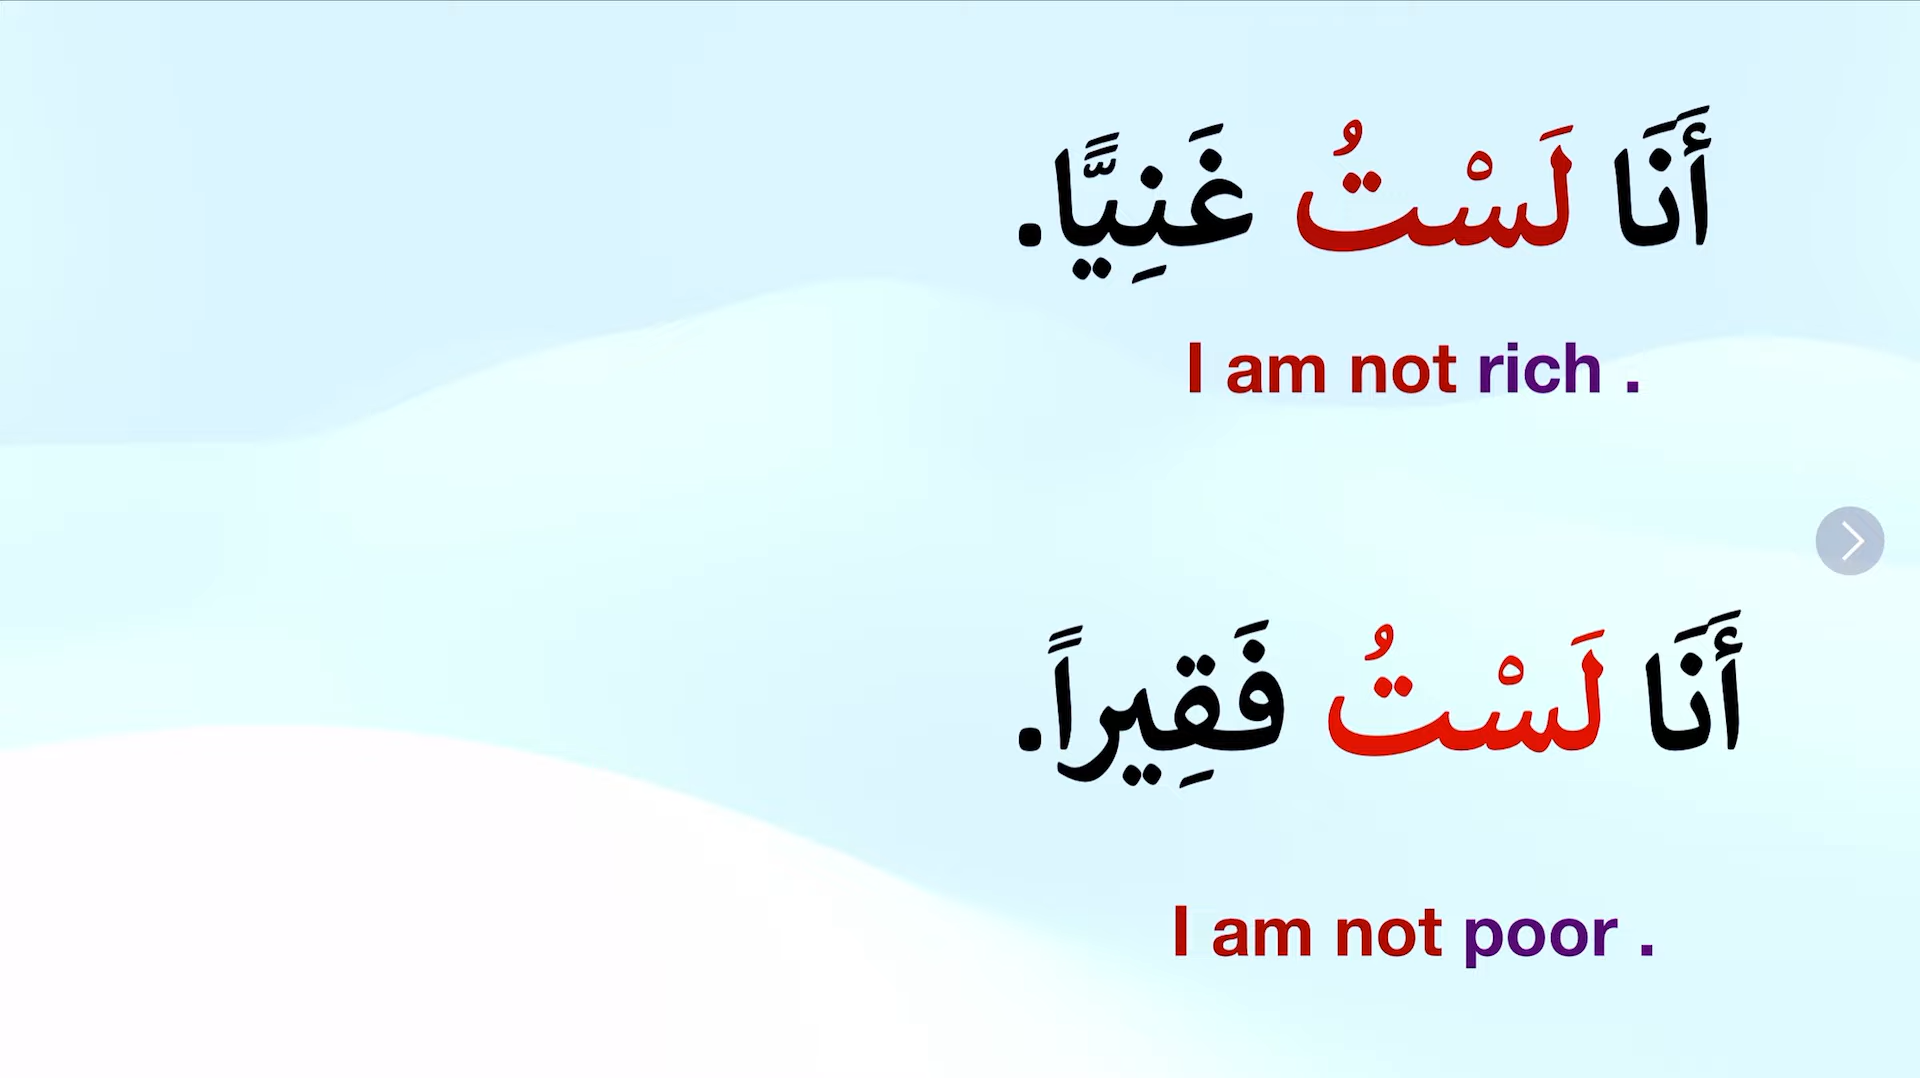 أَنَا لَسْتُ غَنِيًّا.
I am not rich .
أَنَا لَسْتُ فَقِيراً.
I am not poor .